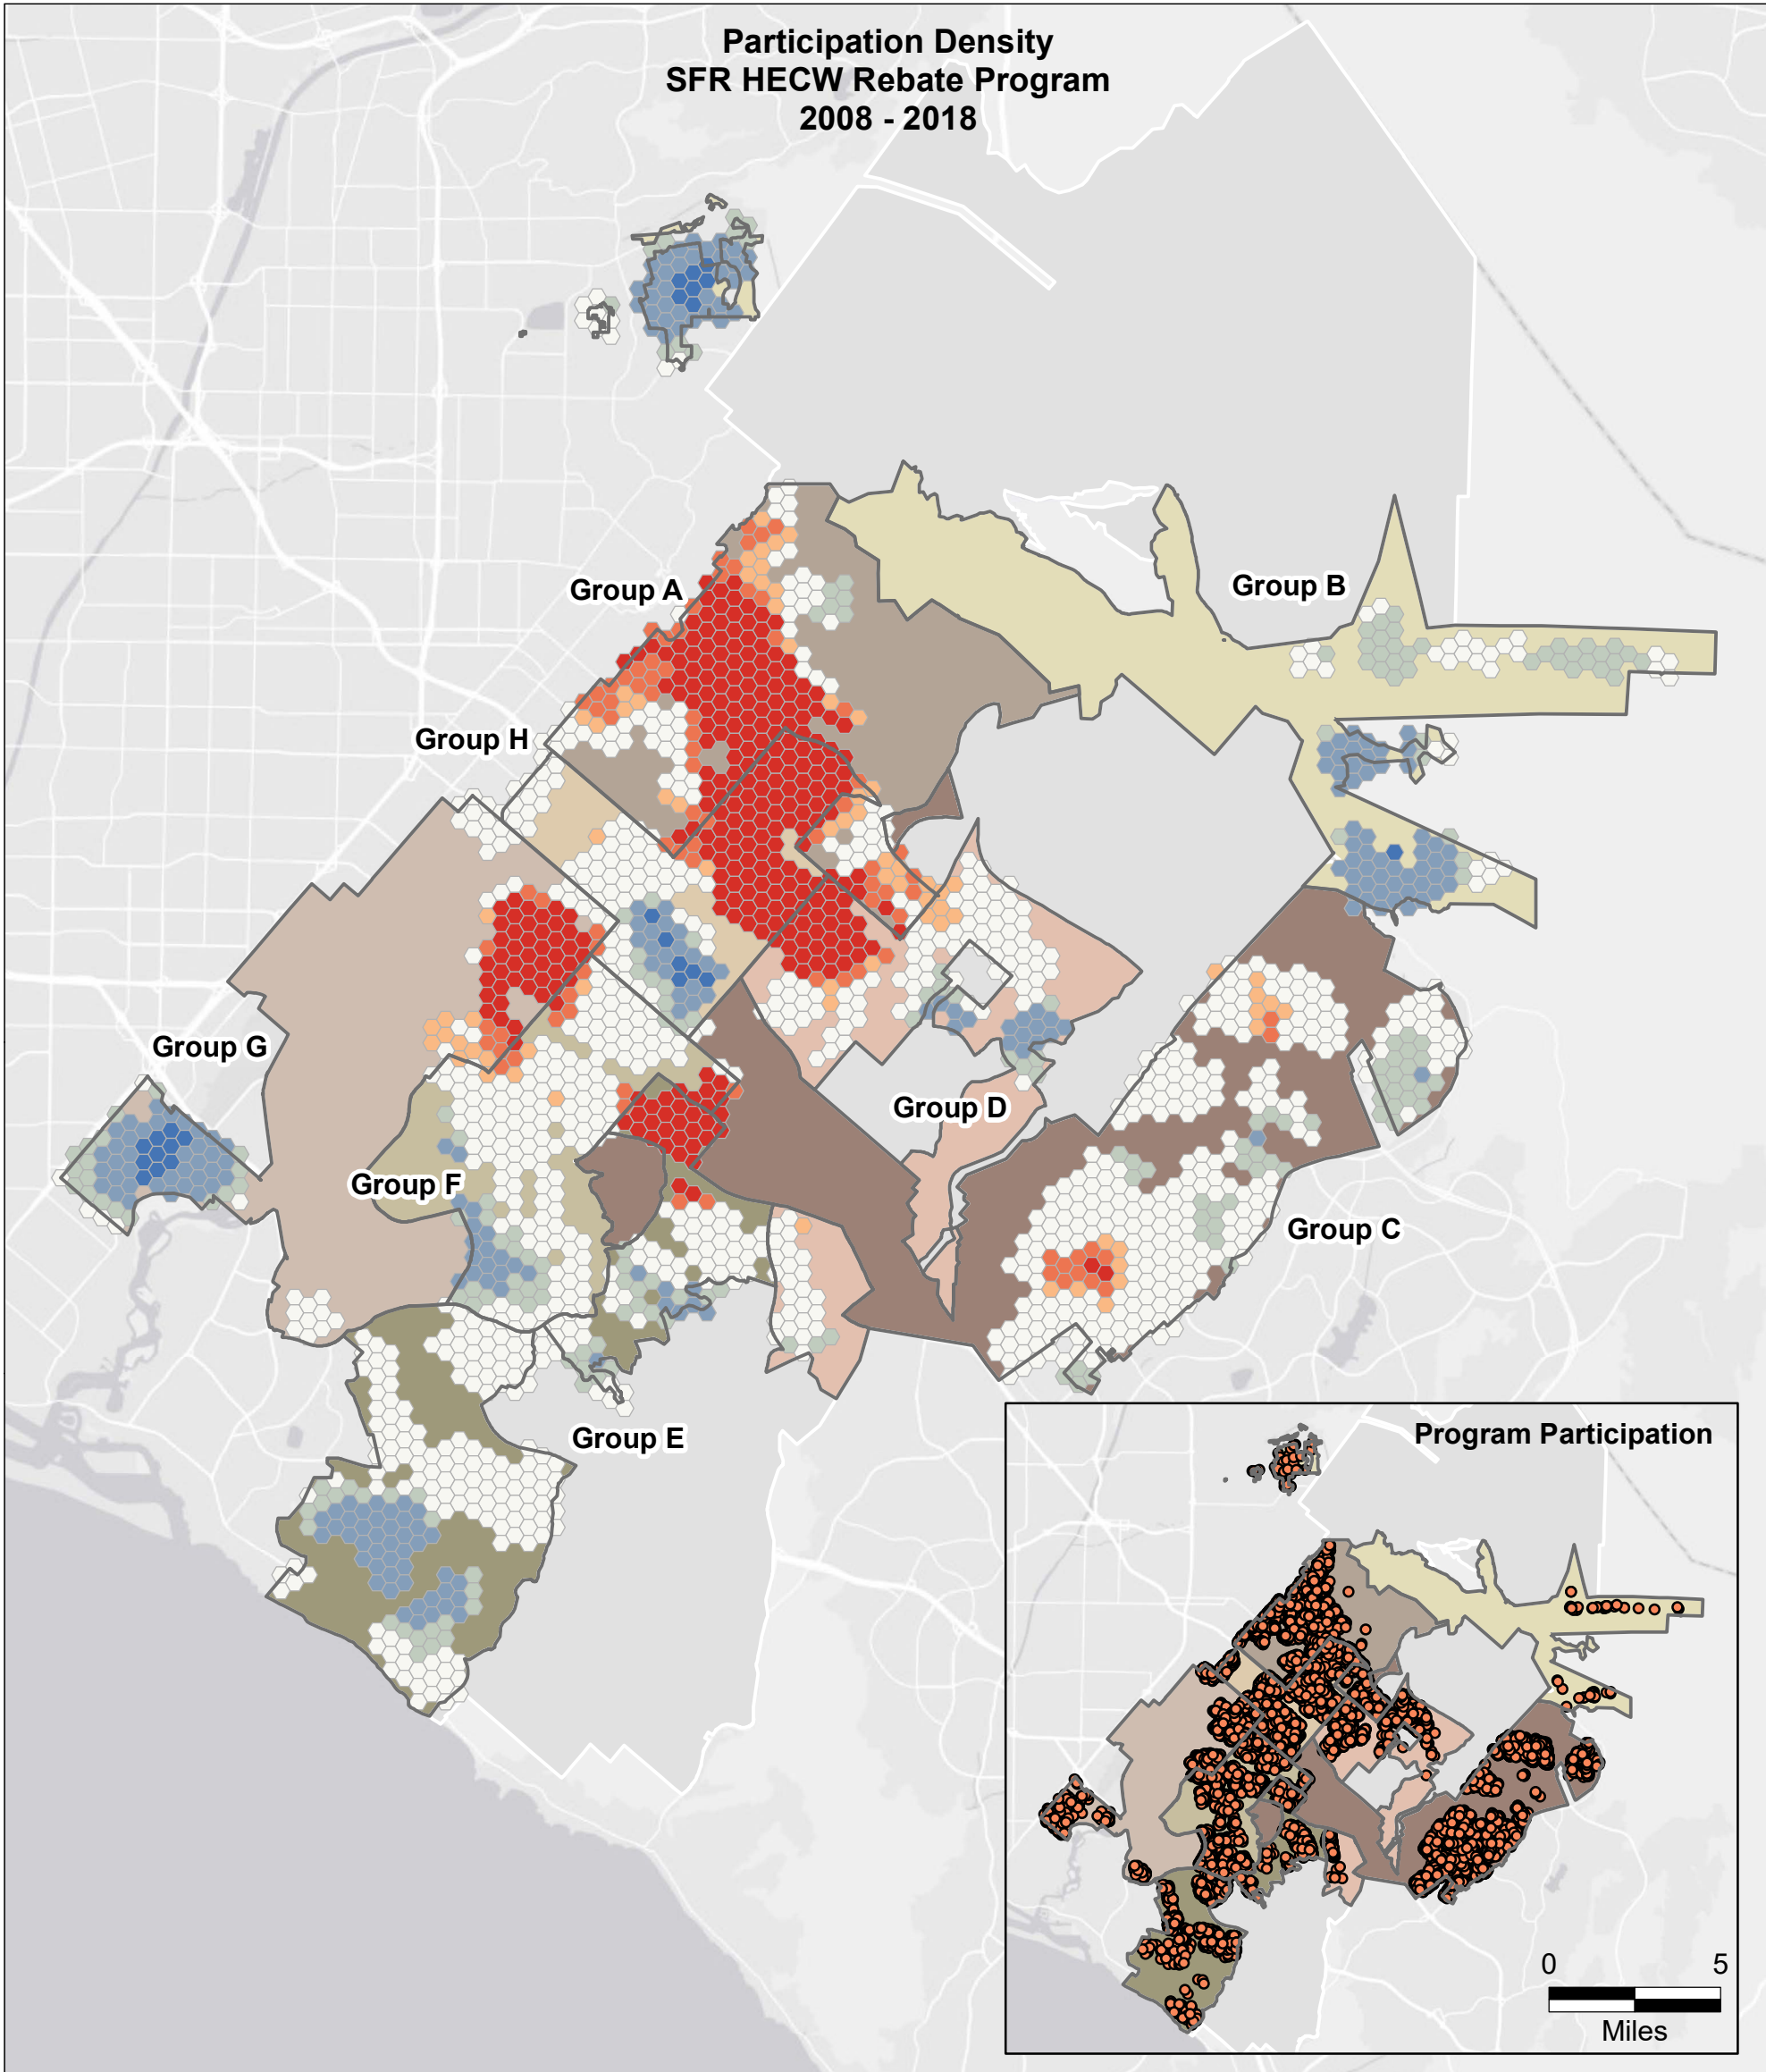 Participation Density
SFR HECW Rebate Program
2008 - 2018
Group A
Group B
Group H
Group G
Group D
Group F
Group C
Group E
Program Participation
0 5
Miles